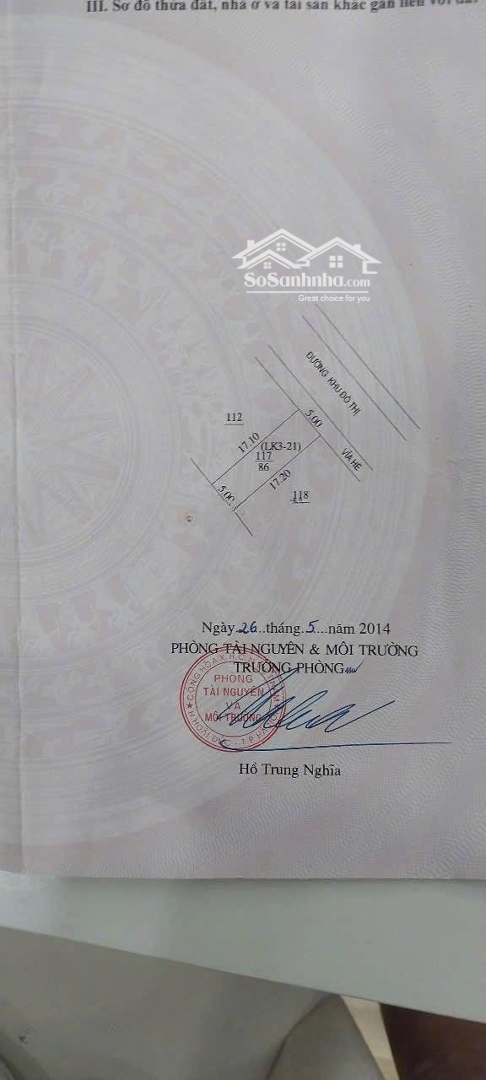 III. Sơ đồ thửa đất, nhà ở và tài sản khác gắn liền với đất
SoSanhnha.com
Great choice for you
ĐƯỜNG KHU ĐÔ THỊ
VỈA HÈ
112
5.00
17.10
(LK3-21)
117
86
17.20
5.00
118
Ngày 26 tháng 5 năm 2014
PHÒNG TÀI NGUYÊN & MÔI TRƯỜNG
TRƯỞNG PHÒNG
PHÒNG
TÀI NGUYÊN
VÀ
MÔI TRƯỜNG
Hồ Trung Nghĩa